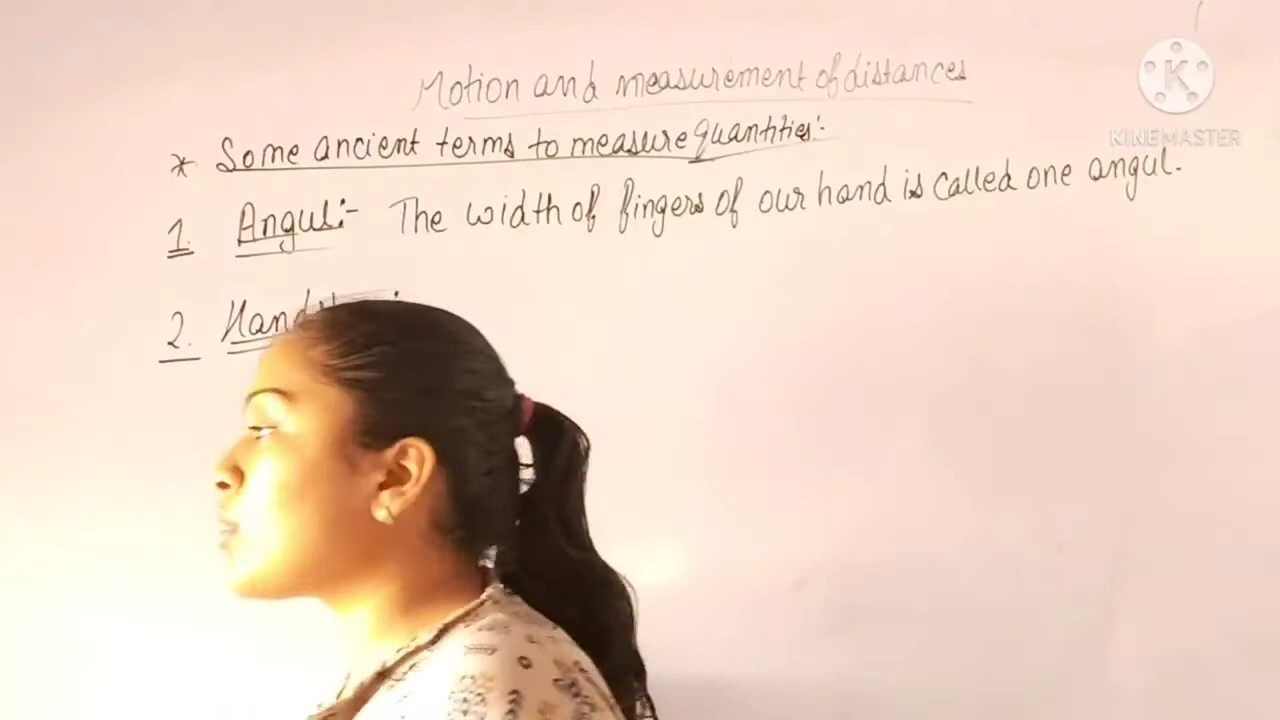 Motion and measurement of distances
* Some ancient terms to measure quantities:-
1. Angul:- The width of fingers of our hand is called one angul.
2.
K
KINEMASTER